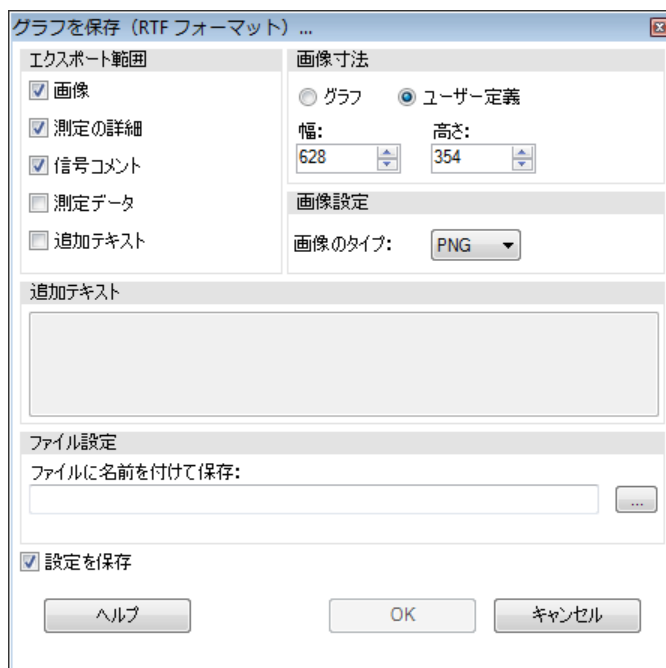 グラフを保存（RTF フォーマット）...
エクスポート範囲
画像
測定の詳細
信号コメント
測定データ
追加テキスト
画像寸法
グラフ ユーザー定義
幅: 高さ:
628 354
画像設定
画像のタイプ: PNG
追加テキスト
ファイル設定
ファイルに名前を付けて保存:
...
設定を保存
ヘルプ OK キャンセル